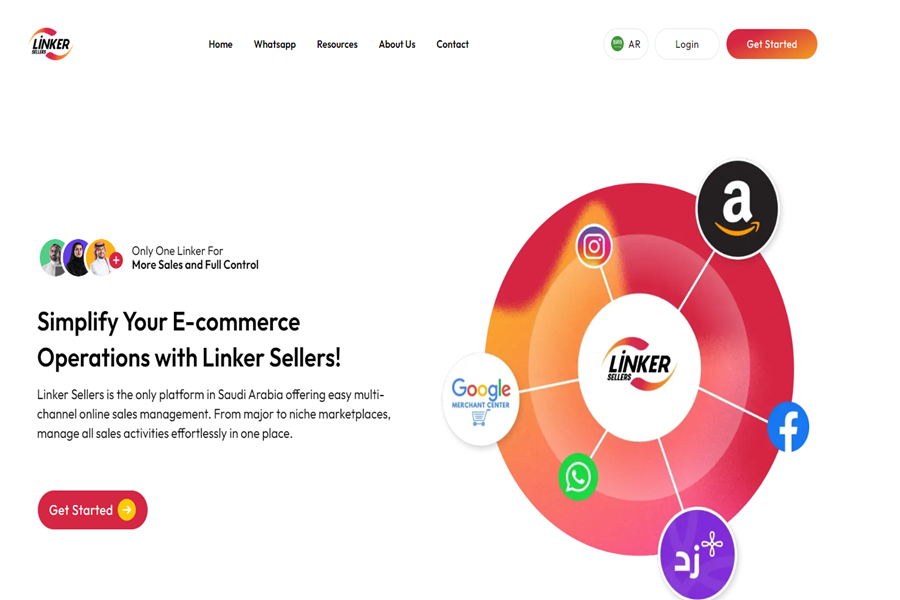 LINKER
SELLERS
Home
Whatsapp
Resources
About Us
Contact
AR
Login
Get Started
Only One Linker For
More Sales and Full Control
Simplify Your E-commerce
Operations with Linker Sellers!
Linker Sellers is the only platform in Saudi Arabia offering easy multi-
channel online sales management. From major to niche marketplaces,
manage all sales activities effortlessly in one place.
Get Started
a
Google
MERCHANT CENTER
LINKER
SELLERS
f
زد